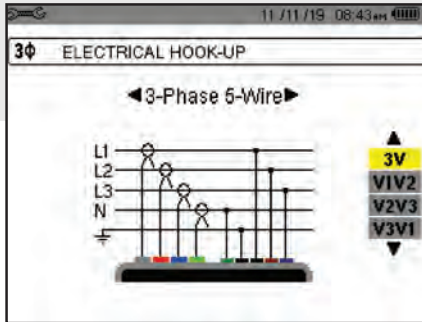 11/11/19 08:43am
3ϕ ELECTRICAL HOOK-UP
◄3-Phase 5-Wire►
L1
L2
L3
N
3V
V1V2
V2V3
V3V1